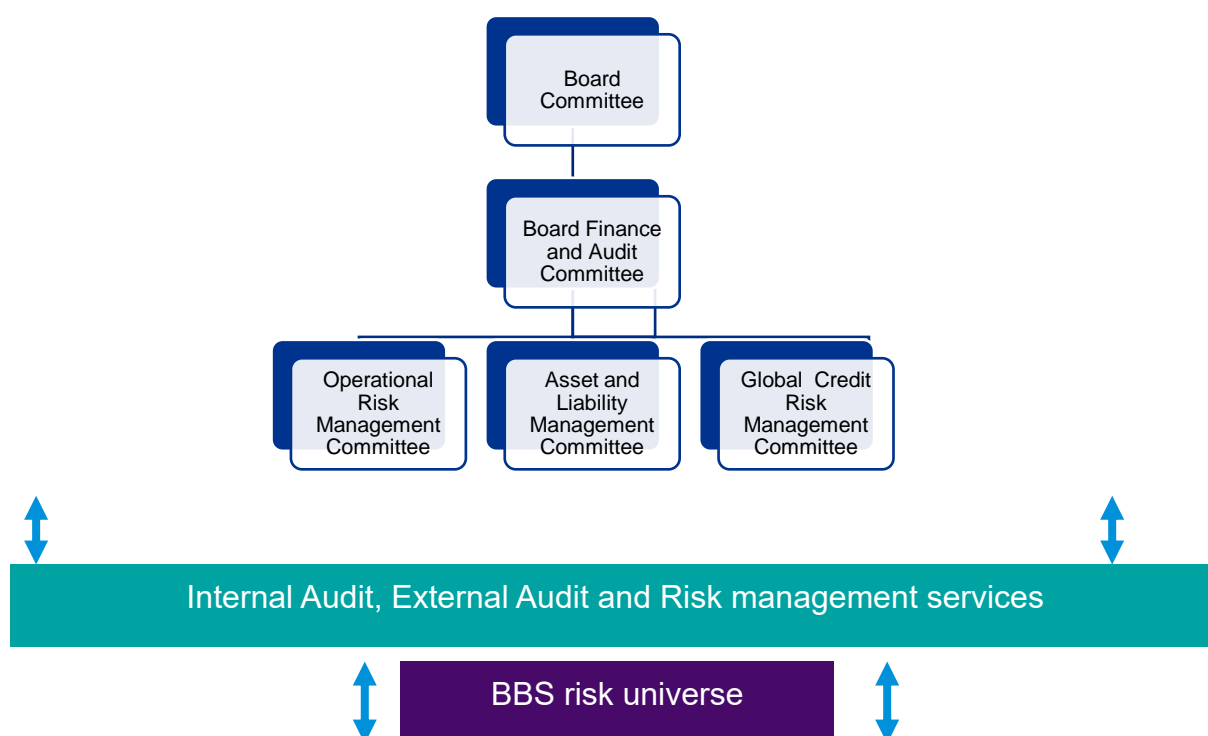 Board
Committee
Board Finance
and Audit
Committee
Operational
Risk
Management
Committee
Asset and
Liability
Management
Committee
Global Credit
Risk
Management
Committee
Internal Audit, External Audit and Risk management services
BBS risk universe